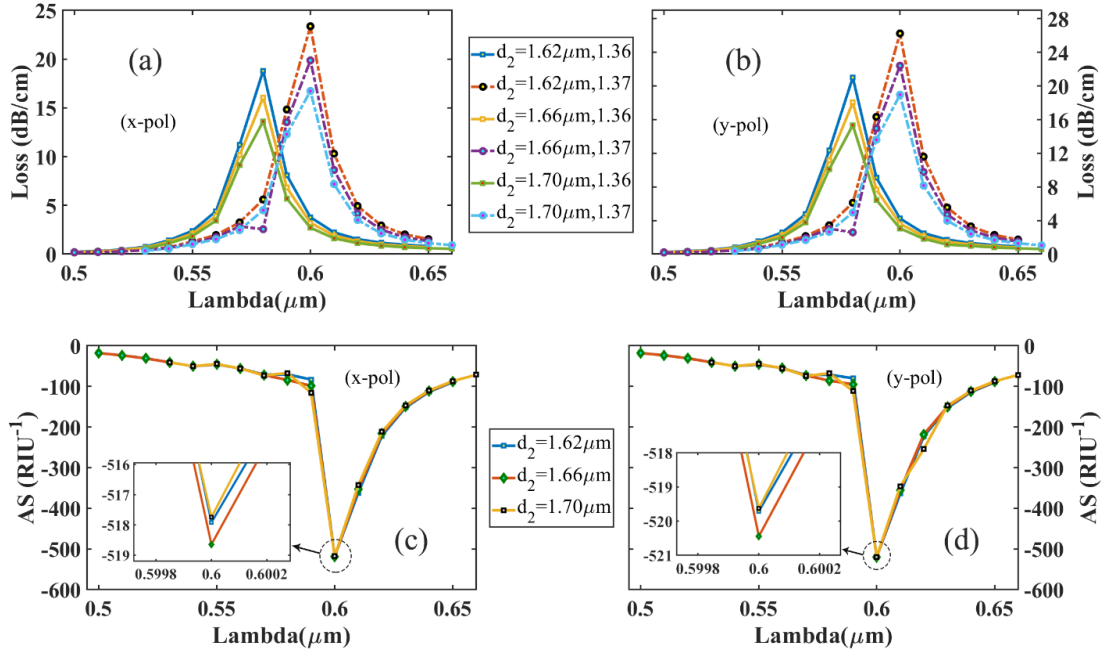 25
20
15
10
5
0
Loss (dB/cm)
(a)
(x-pol)
0.5
0.55
0.6
0.65
Lambda(μm)
d2=1.62μm,1.36
d2=1.62μm,1.37
d2=1.66μm,1.36
d2=1.66μm,1.37
d2=1.70μm,1.36
d2=1.70μm,1.37
(b)
(y-pol)
28
24
20
16
12
8
4
0
Loss (dB/cm)
0.5
0.55
0.6
0.65
Lambda(μm)
0
-100
-200
-300
-400
-500
-600
AS (RIU-1)
(x-pol)
-516
-517
-518
-519
0.5998
0.6
0.6002
(c)
0.5
0.55
0.6
0.65
Lambda(μm)
d2=1.62μm
d2=1.66μm
d2=1.70μm
(y-pol)
-518
-519
-520
-521
0.5998
0.6
0.6002
(d)
0
-100
-200
-300
-400
-500
-600
AS (RIU-1)
0.5
0.55
0.6
0.65
Lambda(μm)